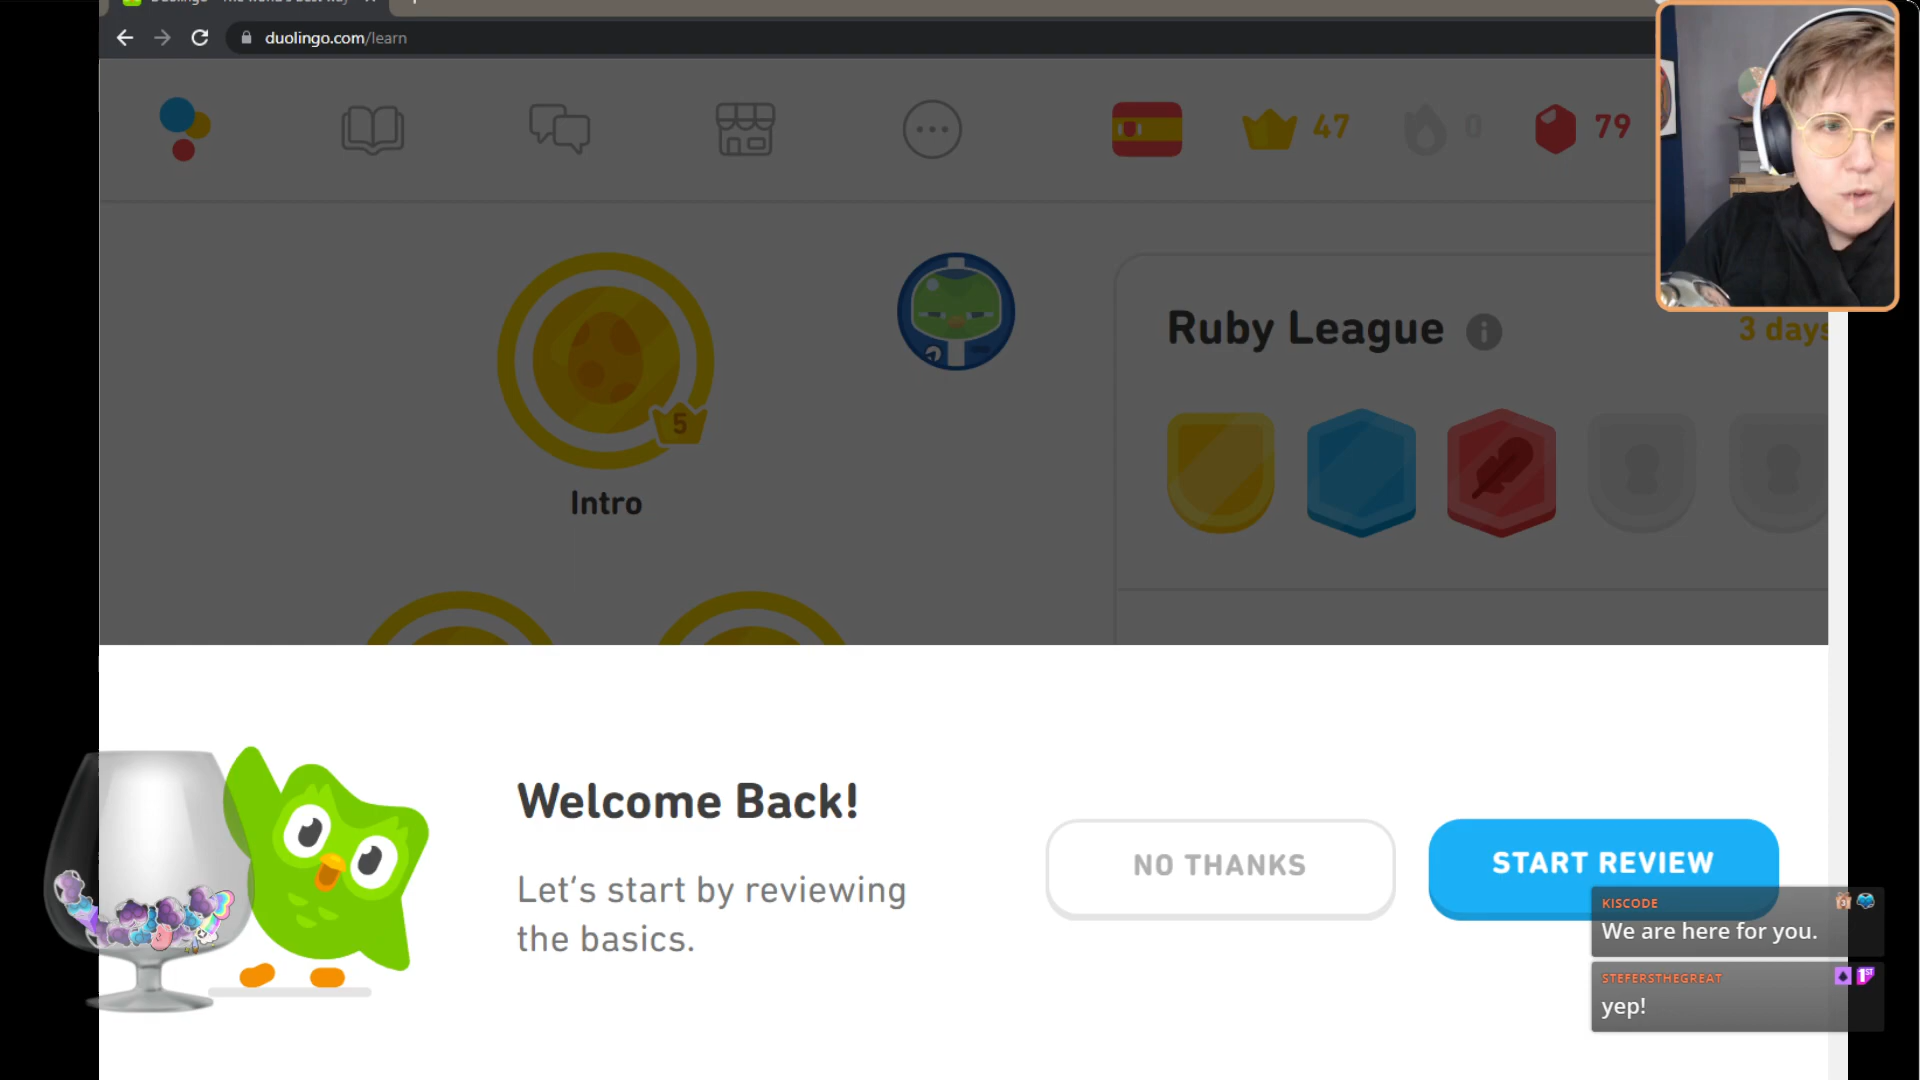 duolingo.com/learn
47
0
79
5
Intro
Ruby League
3 days
Welcome Back!
Let's start by reviewing
the basics.
NO THANKS
START REVIEW
KISCODE
We are here for you.
STEFERSTHEGREAT
1ST
yep!